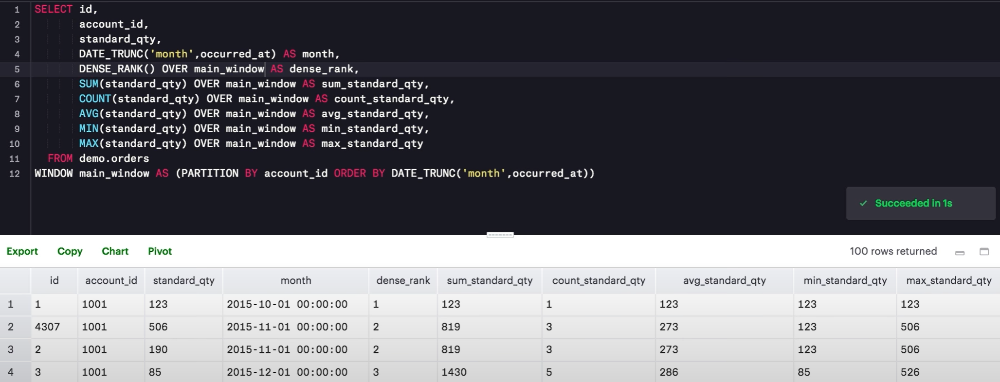 1 SELECT id,
2 account_id,
3 standard_qty,
4 DATE_TRUNC('month',occurred_at) AS month,
5 DENSE_RANK() OVER main_window AS dense_rank,
6 SUM(standard_qty) OVER main_window AS sum_standard_qty,
7 COUNT(standard_qty) OVER main_window AS count_standard_qty,
8 AVG(standard_qty) OVER main_window AS avg_standard_qty,
9 MIN(standard_qty) OVER main_window AS min_standard_qty,
10 MAX(standard_qty) OVER main_window AS max_standard_qty
11 FROM demo.orders
12 WINDOW main_window AS (PARTITION BY account_id ORDER BY DATE_TRUNC('month',occurred_at))
✓ Succeeded in 1s
Export Copy Chart Pivot 100 rows returned
id account_id standard_qty month dense_rank sum_standard_qty count_standard_qty avg_standard_qty min_standard_qty max_standard_qty
1 1 1001 123 2015-10-01 00:00:00 1 123 1 123 123 123
2 4307 1001 506 2015-11-01 00:00:00 2 819 3 273 123 506
3 2 1001 190 2015-11-01 00:00:00 2 819 3 273 123 506
4 3 1001 85 2015-12-01 00:00:00 3 1430 5 286 85 526